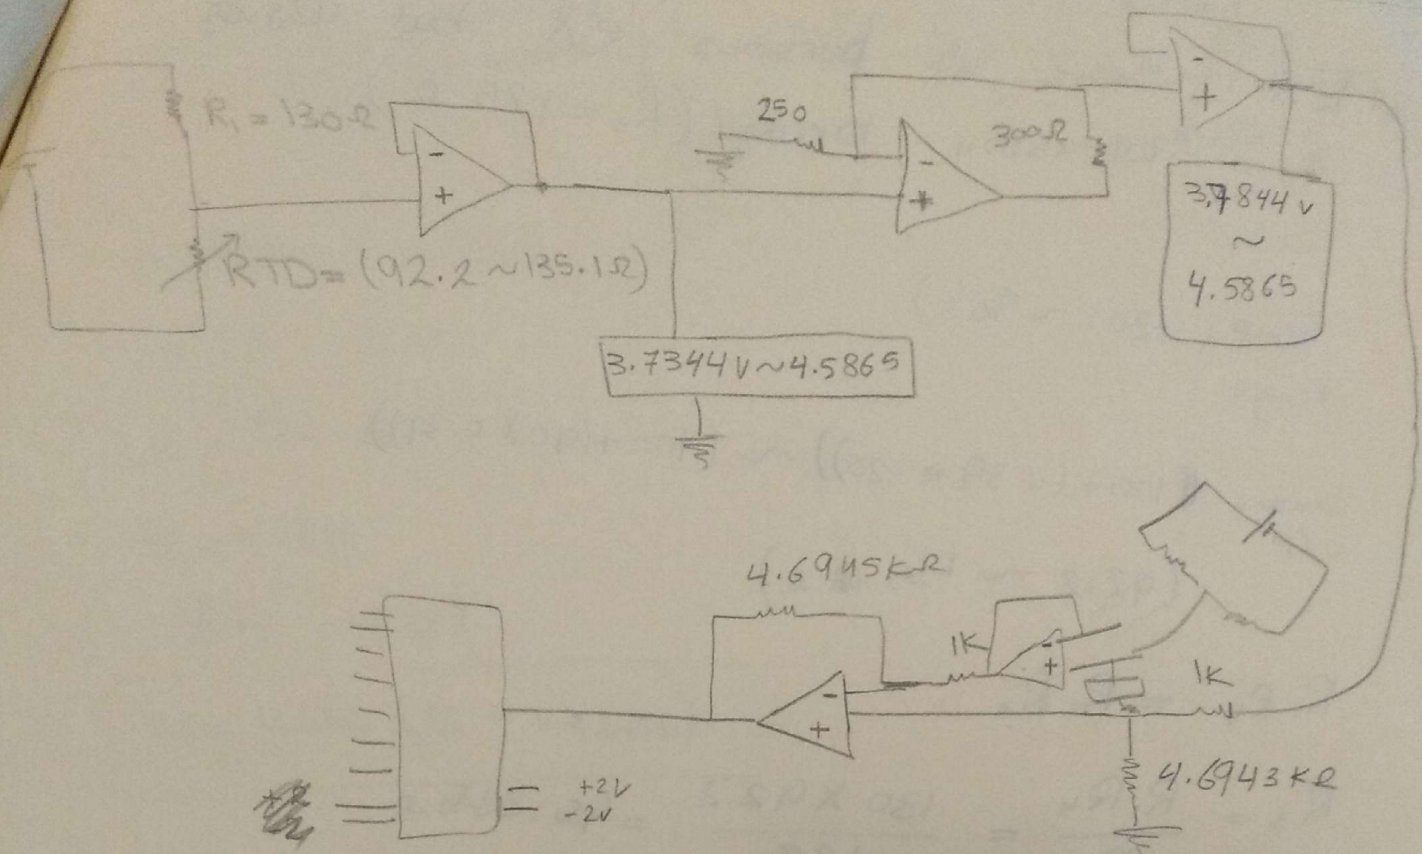 R₁ = 130Ω
RTD = (92.2 ~ 135.1Ω)
-
+
250
-
+
300Ω
-
+
3.7844 v
~
4.5865
3.7344 V ~ 4.5865
4.6945KΩ
1K
-
+
1K
-
+
4.6943KΩ
+2V
-2V